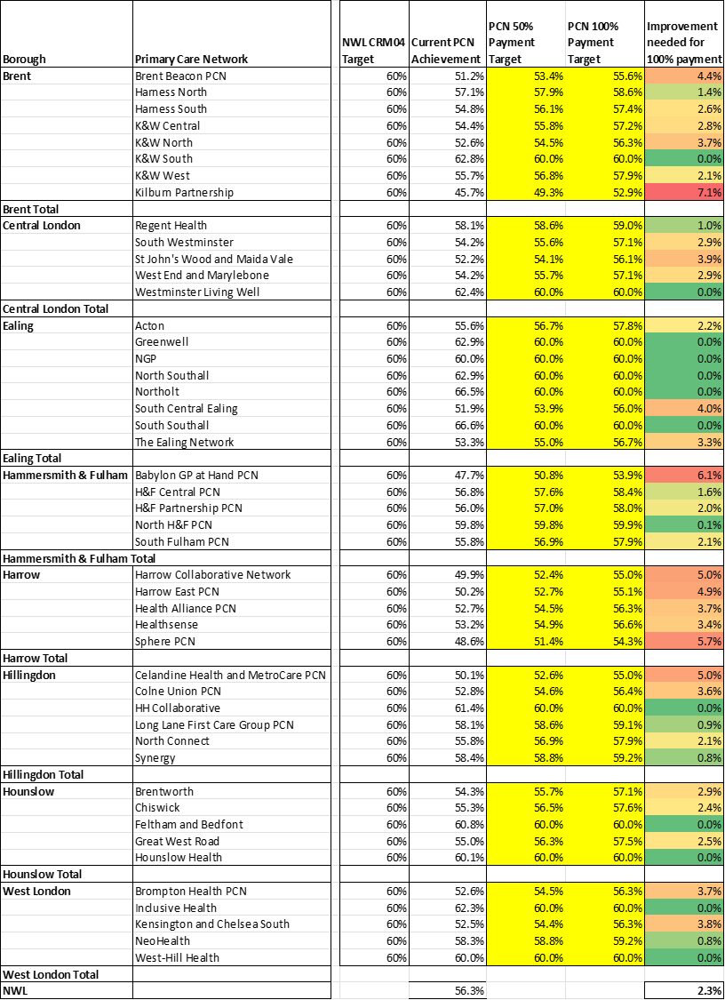 Borough Primary Care Network NWL CRM04 Target Current PCN Achievement PCN 50% Payment Target PCN 100% Payment Target Improvement needed for 100% payment
Brent Brent Beacon PCN 60% 51.2% 53.4% 55.6% 4.4%
Harness North 60% 57.1% 57.9% 58.6% 1.4%
Harness South 60% 54.8% 56.1% 57.4% 2.6%
K&W Central 60% 54.4% 55.8% 57.2% 2.8%
K&W North 60% 52.6% 54.5% 56.3% 3.7%
K&W South 60% 62.8% 60.0% 60.0% 0.0%
K&W West 60% 55.7% 56.8% 57.9% 2.1%
Kilburn Partnership 60% 45.7% 49.3% 52.9% 7.1%
Brent Total
Central London Regent Health 60% 58.1% 58.6% 59.0% 1.0%
South Westminster 60% 54.2% 55.6% 57.1% 2.9%
St John's Wood and Maida Vale 60% 52.2% 54.1% 56.1% 3.9%
West End and Marylebone 60% 54.2% 55.7% 57.1% 2.9%
Westminster Living Well 60% 62.4% 60.0% 60.0% 0.0%
Central London Total
Ealing Acton 60% 55.6% 56.7% 57.8% 2.2%
Greenwell 60% 62.9% 60.0% 60.0% 0.0%
NGP 60% 60.0% 60.0% 60.0% 0.0%
North Southall 60% 62.9% 60.0% 60.0% 0.0%
Northolt 60% 66.5% 60.0% 60.0% 0.0%
South Central Ealing 60% 51.9% 53.9% 56.0% 4.0%
South Southall 60% 66.6% 60.0% 60.0% 0.0%
The Ealing Network 60% 53.3% 55.0% 56.7% 3.3%
Ealing Total
Hammersmith & Fulham Babylon GP at Hand PCN 60% 47.7% 50.8% 53.9% 6.1%
H&F Central PCN 60% 56.8% 57.6% 58.4% 1.6%
H&F Partnership PCN 60% 56.0% 57.0% 58.0% 2.0%
North H&F PCN 60% 59.8% 59.8% 59.9% 0.1%
South Fulham PCN 60% 55.8% 56.9% 57.9% 2.1%
Hammersmith & Fulham Total
Harrow Harrow Collaborative Network 60% 49.9% 52.4% 55.0% 5.0%
Harrow East PCN 60% 50.2% 52.7% 55.1% 4.9%
Health Alliance PCN 60% 52.7% 54.5% 56.3% 3.7%
Healthsense 60% 53.2% 54.9% 56.6% 3.4%
Sphere PCN 60% 48.6% 51.4% 54.3% 5.7%
Harrow Total
Hillingdon Celandine Health and MetroCare PCN 60% 50.1% 52.6% 55.0% 5.0%
Colne Union PCN 60% 52.8% 54.6% 56.4% 3.6%
HH Collaborative 60% 61.4% 60.0% 60.0% 0.0%
Long Lane First Care Group PCN 60% 58.1% 58.6% 59.1% 0.9%
North Connect 60% 55.8% 56.9% 57.9% 2.1%
Synergy 60% 58.4% 58.8% 59.2% 0.8%
Hillingdon Total
Hounslow Brentworth 60% 54.3% 55.7% 57.1% 2.9%
Chiswick 60% 55.3% 56.5% 57.6% 2.4%
Feltham and Bedfont 60% 60.8% 60.0% 60.0% 0.0%
Great West Road 60% 55.0% 56.3% 57.5% 2.5%
Hounslow Health 60% 60.1% 60.0% 60.0% 0.0%
Hounslow Total
West London Brompton Health PCN 60% 52.6% 54.5% 56.3% 3.7%
Inclusive Health 60% 62.3% 60.0% 60.0% 0.0%
Kensington and Chelsea South 60% 52.5% 54.4% 56.3% 3.8%
NeoHealth 60% 58.3% 58.8% 59.2% 0.8%
West-Hill Health 60% 60.0% 60.0% 60.0% 0.0%
West London Total
NWL 56.3% 2.3%